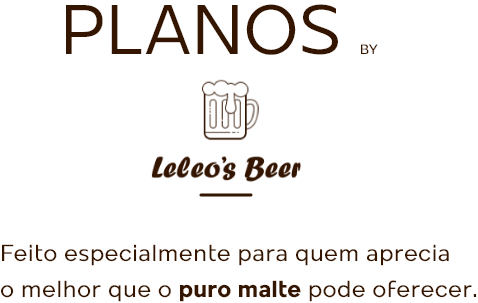 PLANOS BY
Leleo's Beer
Feito especialmente para quem aprecia
o melhor que o puro malte pode oferecer.